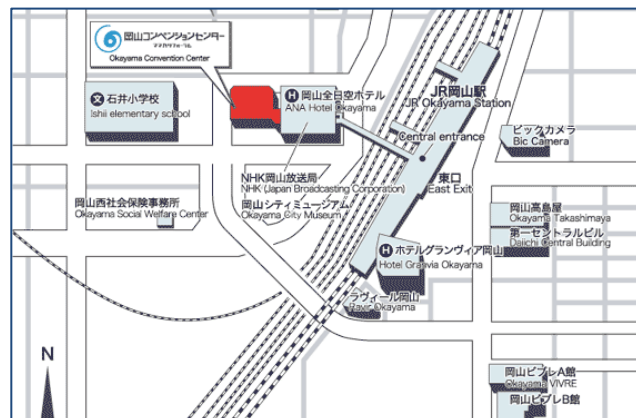 岡山コンベンションセンター
ママカリフォーラム
Okayama Convention Center
石井小学校
Ishii elementary school
H 岡山全日空ホテル
ANA Hotel Okayama
JR岡山駅
JR Okayama Station
Central entrance
ビックカメラ
Bic Camera
NHK岡山放送局
NHK (Japan Broadcasting Corporation)
岡山シティミュージアム
Okayama City Museum
東口
East Exit
岡山西社会保険事務所
Okayama Social Welfare Center
岡山高島屋
Okayama Takashimaya
第一セントラルビル
Daiichi Central Building
H ホテルグランヴィア岡山
Hotel Granvia Okayama
ラヴィール岡山
Ravir Okayama
N
岡山ビブレA館
Okayama VIVRE
岡山ビブレB館